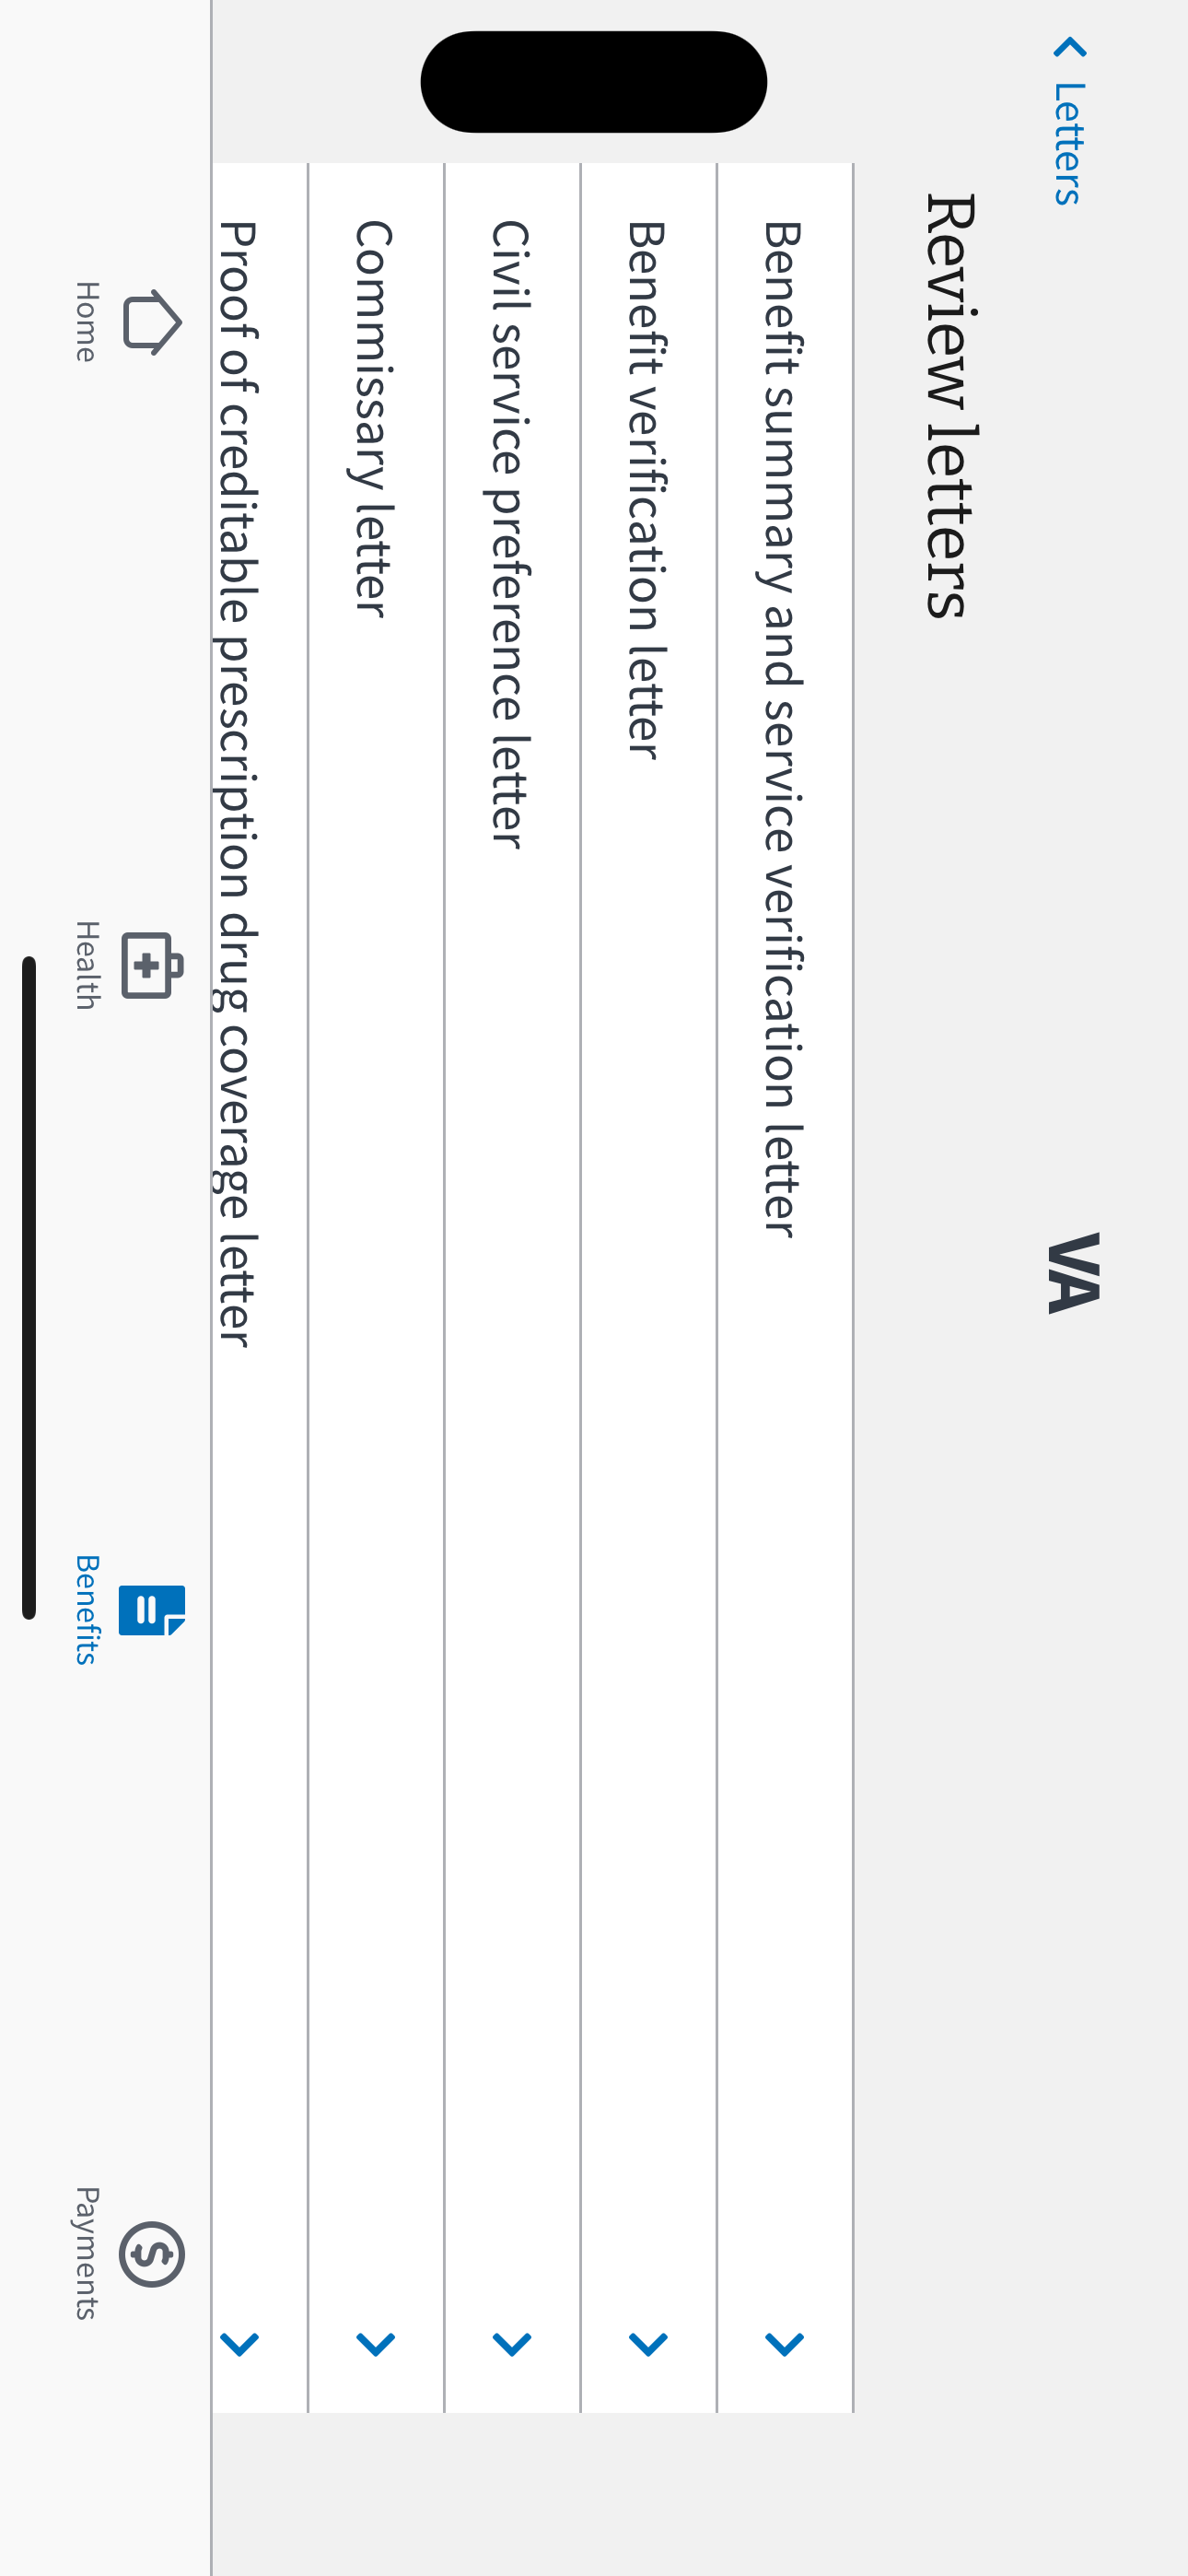 Letters
VA
Review letters
Benefit summary and service verification letter
Benefit verification letter
Civil service preference letter
Commissary letter
Proof of creditable prescription drug coverage letter
Home
Health
Benefits
Payments